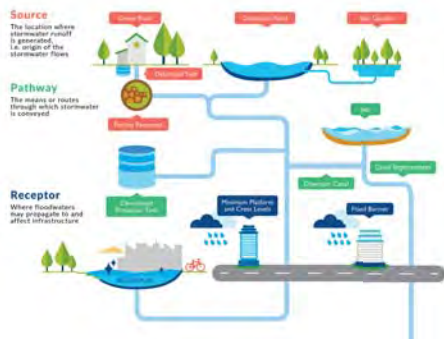 Source
The location where
stormwater runoff
is generated,
i.e. origin of the
stormwater flows
Green Roof
Detention Pond
Rain Garden
Detention Tank
Pathway
The means or routes
through which stormwater
is conveyed
Porous Pavement
Canal Improvement
Diversion Canal
Receptor
Where floodwaters
may propagate to and
affect infrastructure
Minimum Platform
and Crest Levels
Flood Barrier